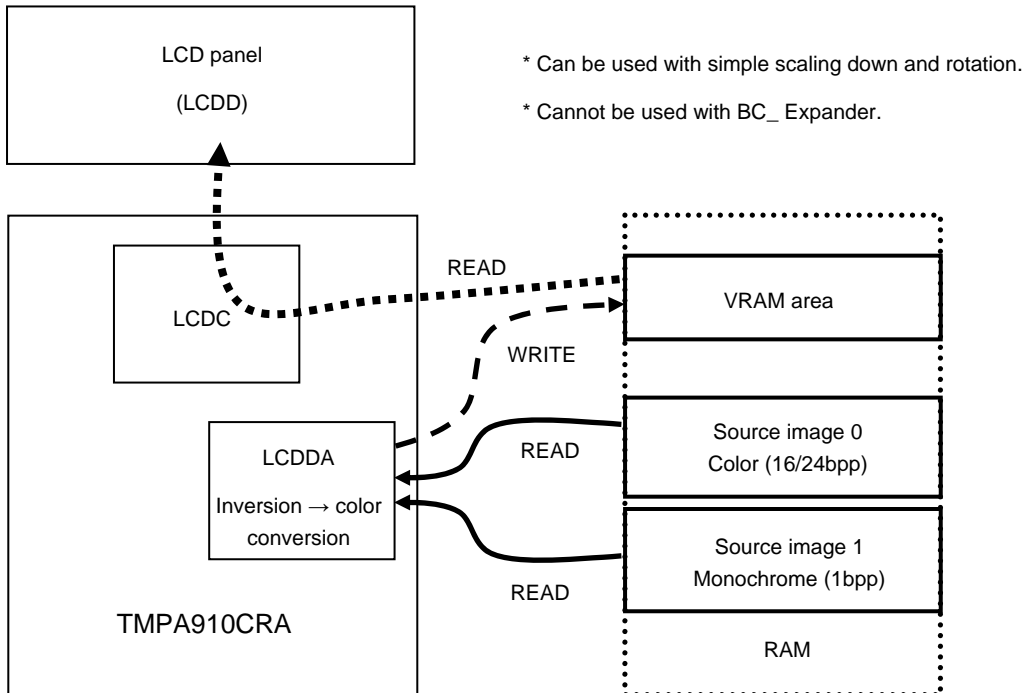 LCD panel
(LCDD)
* Can be used with simple scaling down and rotation.
* Cannot be used with BC_ Expander.
READ
VRAM area
LCDC
WRITE
LCDDA
Inversion → color
conversion
READ
Source image 0
Color (16/24bpp)
READ
Source image 1
Monochrome (1bpp)
TMPA910CRA
RAM